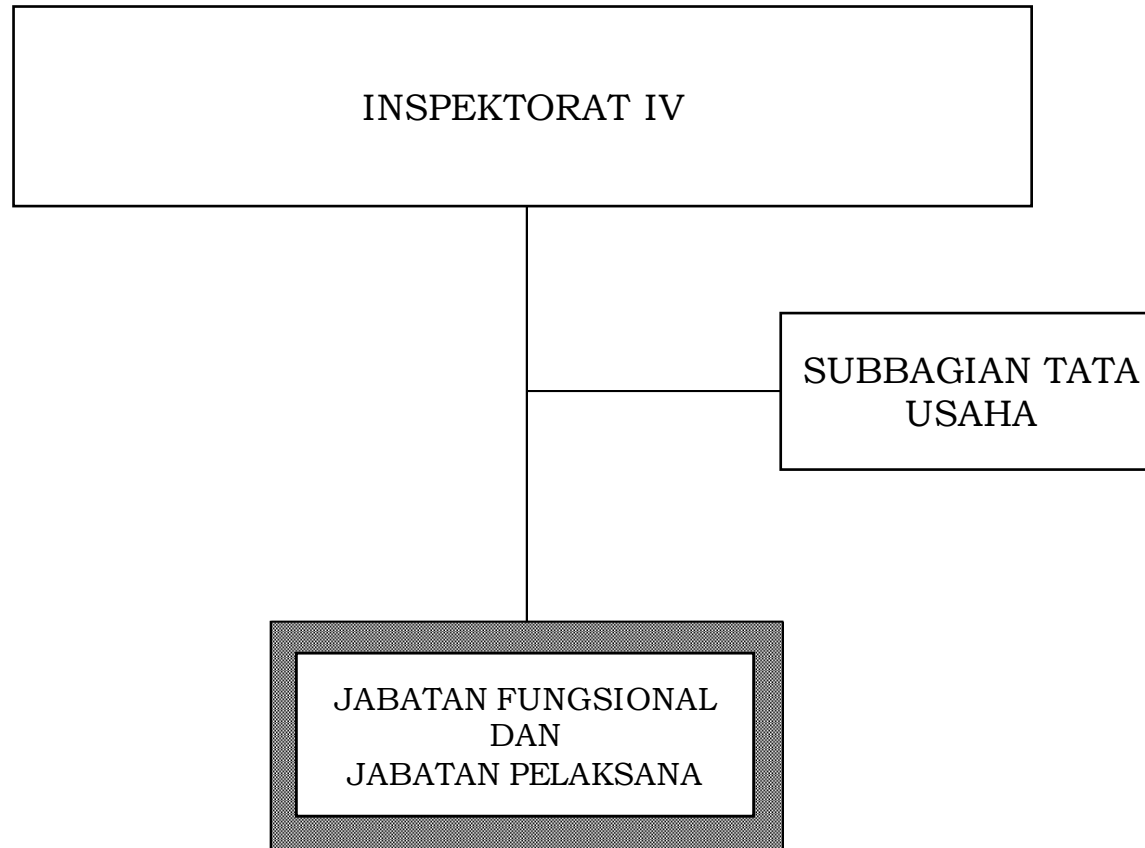 INSPEKTORAT IV
SUBBAGIAN TATA
USAHA
JABATAN FUNGSIONAL
DAN
JABATAN PELAKSANA